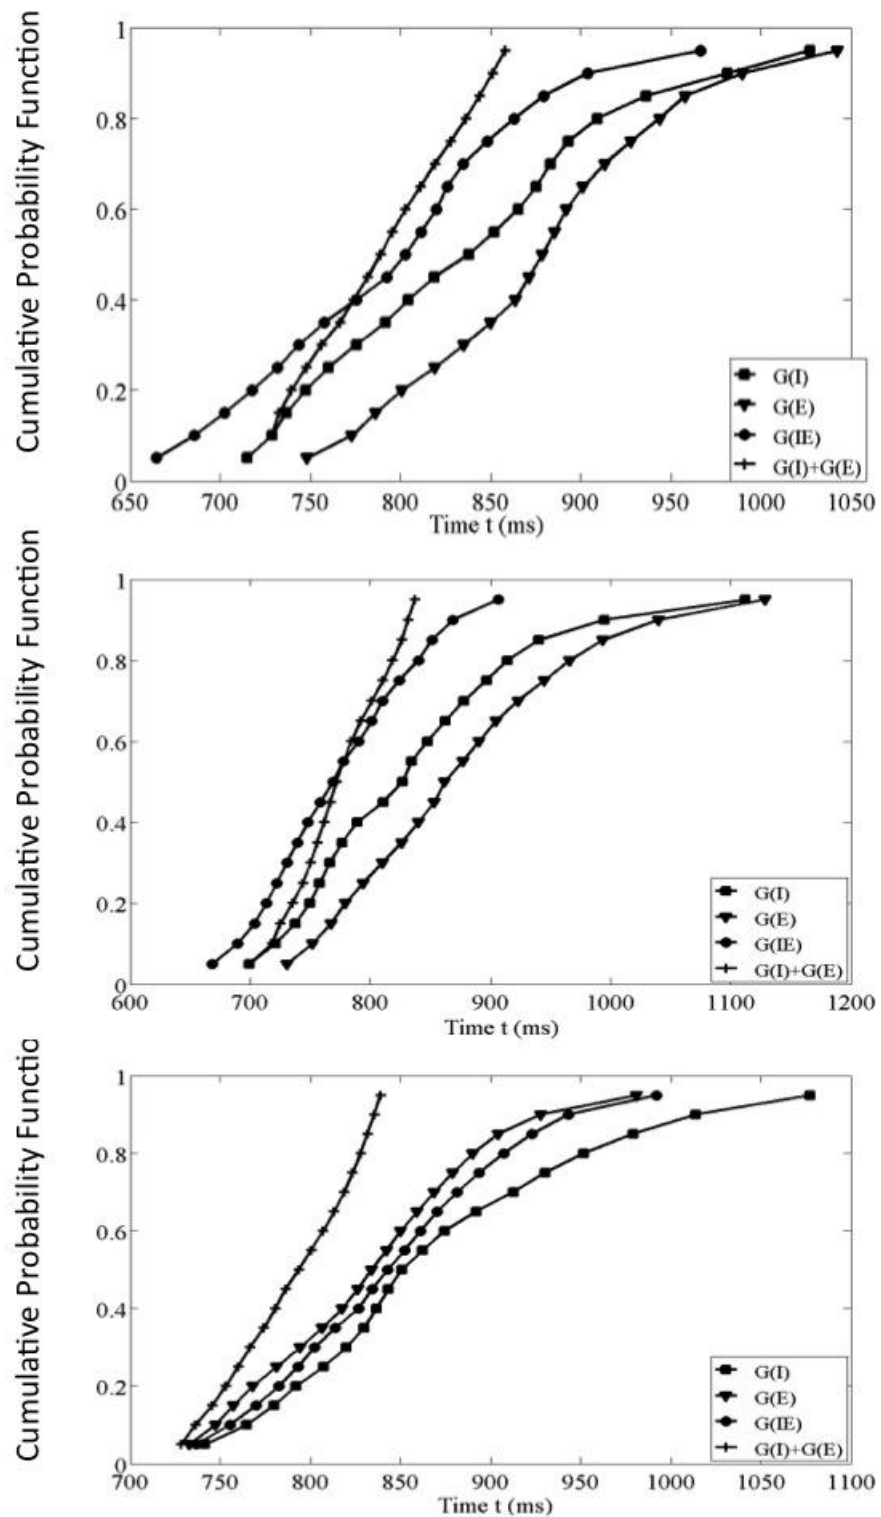 Cumulative Probability Function
1
0.8
0.6
0.4
0.2
0
650 700 750 800 850 900 950 1000 1050
Time t (ms)
G(I)
G(E)
G(IE)
G(I)+G(E)
Cumulative Probability Function
1
0.8
0.6
0.4
0.2
0
600 700 800 900 1000 1100 1200
Time t (ms)
G(I)
G(E)
G(IE)
G(I)+G(E)
Cumulative Probability Functio
1
0.8
0.6
0.4
0.2
0
700 750 800 850 900 950 1000 1050 1100
Time t (ms)
G(I)
G(E)
G(IE)
G(I)+G(E)